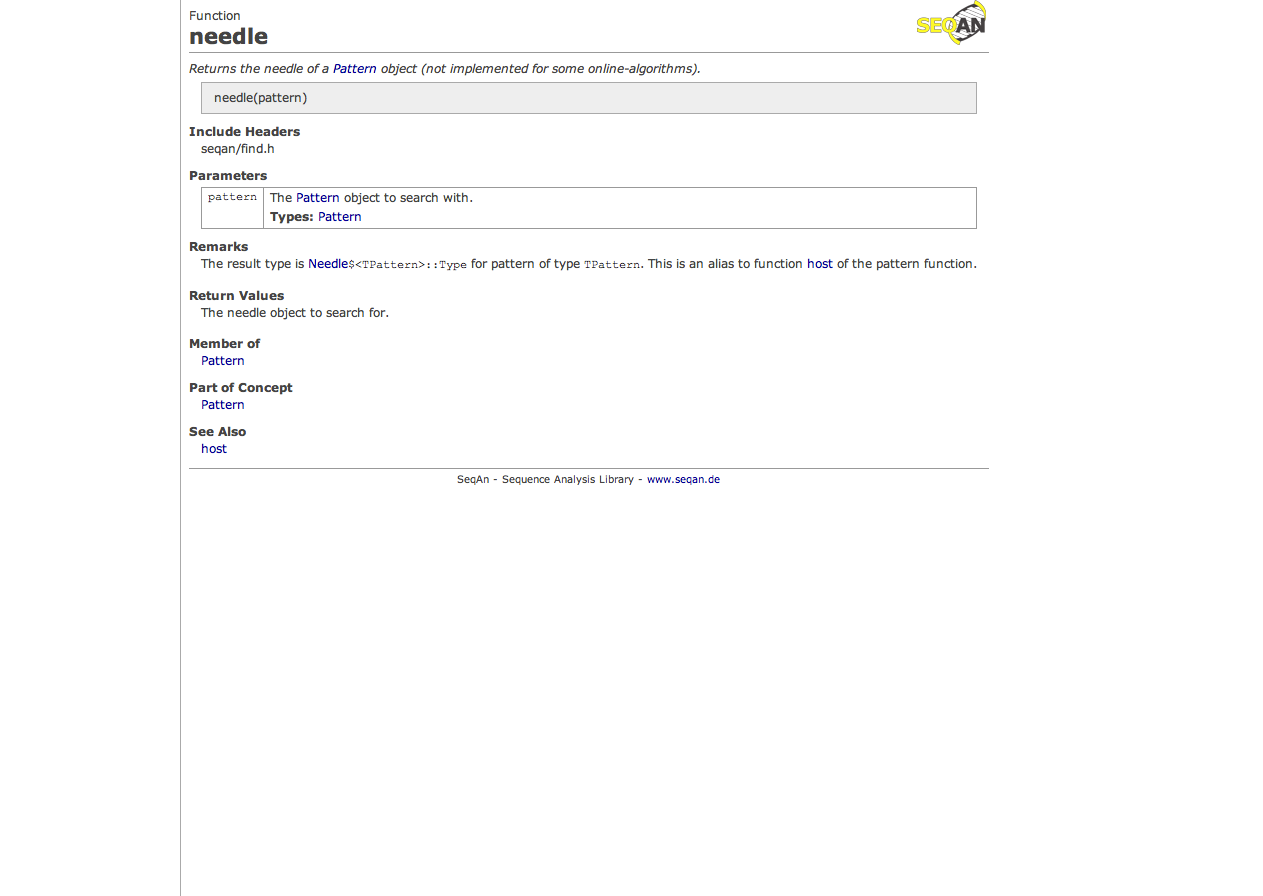 Function
SEQAN
needle
Returns the needle of a Pattern object (not implemented for some online-algorithms).
needle(pattern)
Include Headers
seqan/find.h
Parameters
pattern The Pattern object to search with.
Types: Pattern
Remarks
The result type is Needle$<TPattern>::Type for pattern of type TPattern. This is an alias to function host of the pattern function.
Return Values
The needle object to search for.
Member of
Pattern
Part of Concept
Pattern
See Also
host
SeqAn - Sequence Analysis Library - www.seqan.de